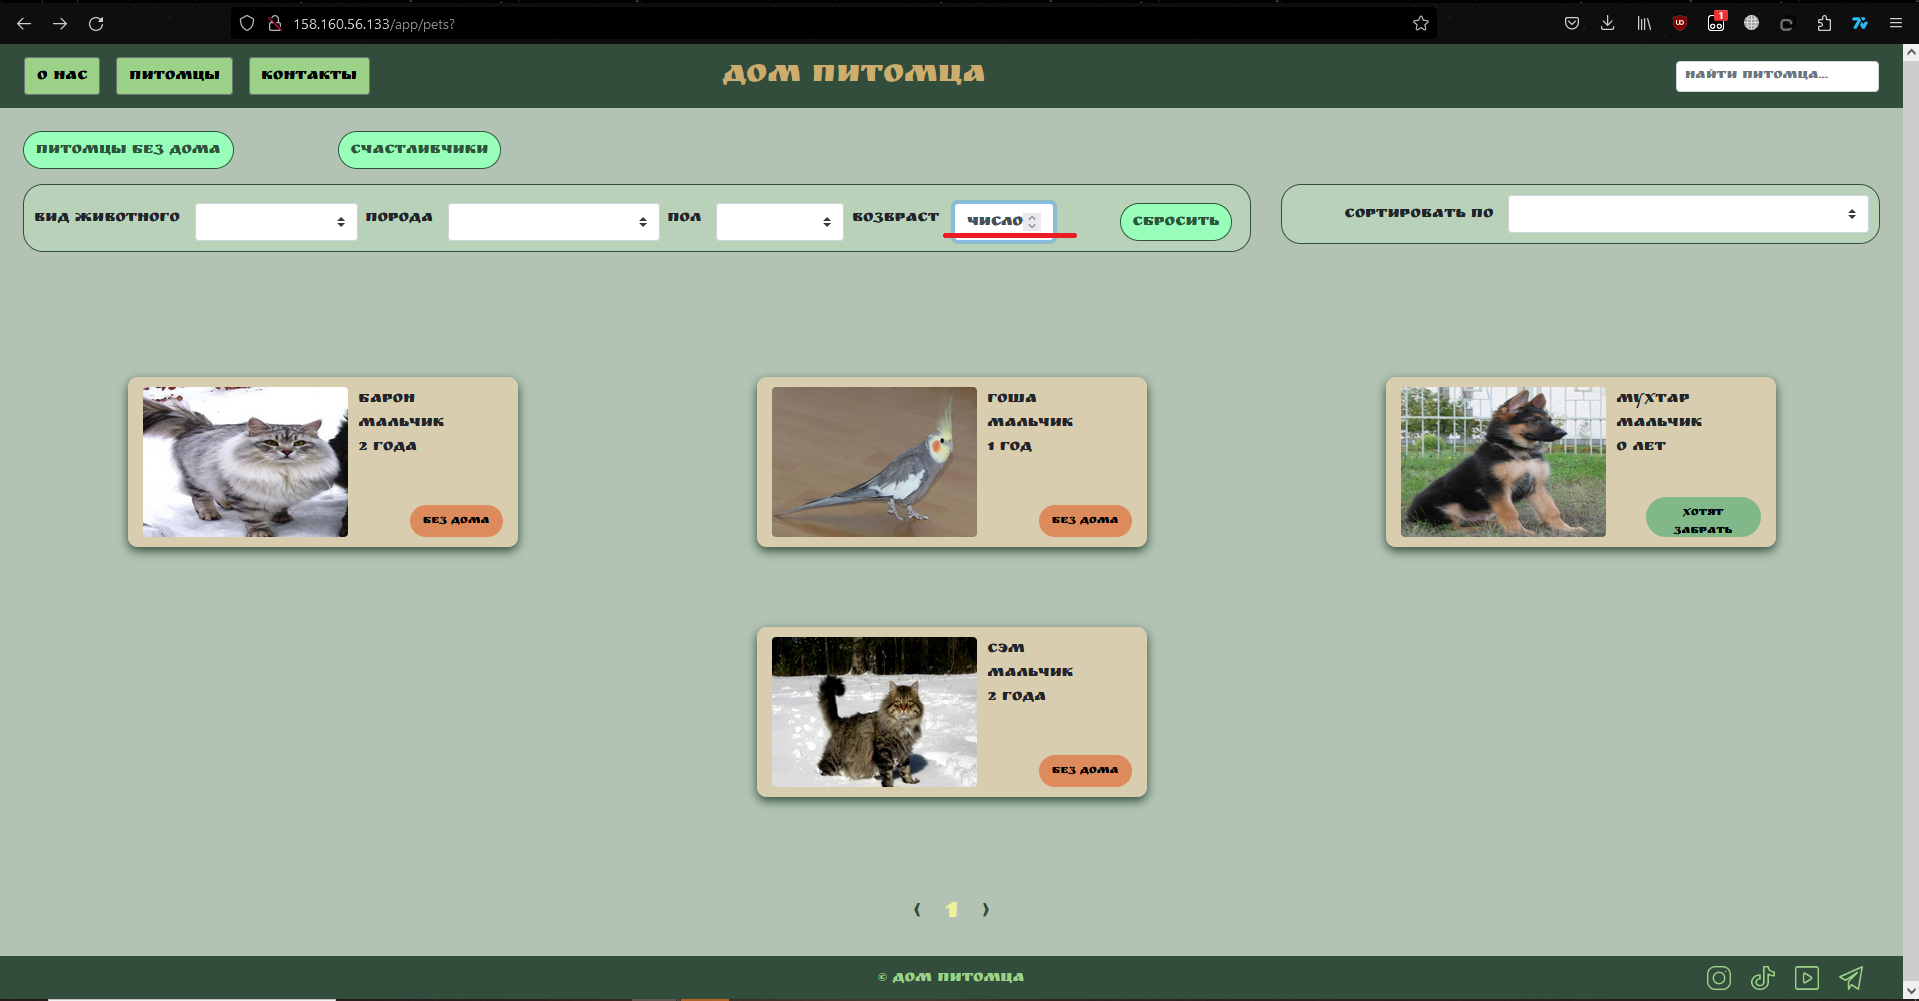 158.160.56.133/app/pets?
1
О НАС
ПИТОМЦЫ
КОНТАКТЫ
ДОМ ПИТОМЦА
НАЙТИ ПИТОМЦА...
ПИТОМЦЫ БЕЗ ДОМА
СЧАСТЛИВЧИКИ
ВИД ЖИВОТНОГО
ПОРОДА
ПОЛ
ВОЗВРАСТ
ЧИСЛО
СБРОСИТЬ
СОРТИРОВАТЬ ПО
БАРОН
МАЛЬЧИК
2 ГОДА
БЕЗ ДОМА
ГОША
МАЛЬЧИК
1 ГОД
БЕЗ ДОМА
МУХТАР
МАЛЬЧИК
0 ЛЕТ
ХОТЯТ
ЗАБРАТЬ
СЭМ
МАЛЬЧИК
2 ГОДА
БЕЗ ДОМА
‹ 1 ›
© ДОМ ПИТОМЦА